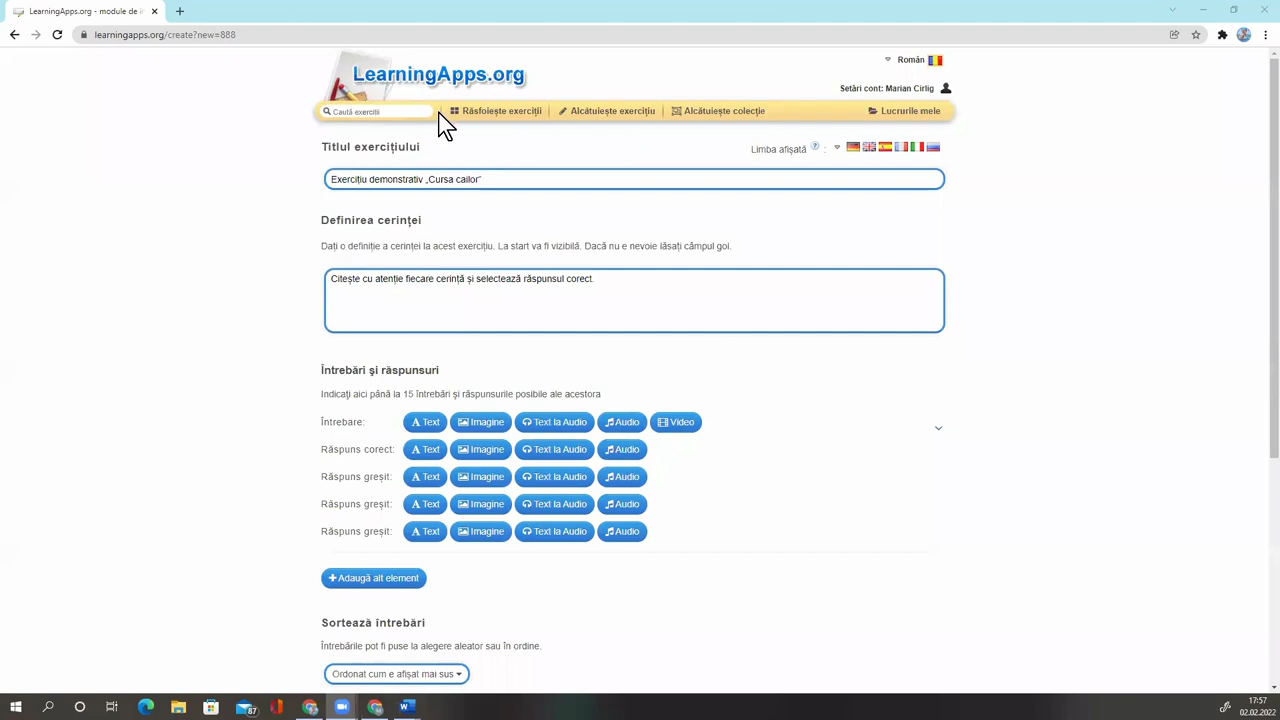 LearningApps.org - module de în
learningapps.org/create?new=888
LearningApps.org
Român
Setări cont: Marian Cirlig
Caută exerciții
Răsfoiește exerciții
Alcătuiește exercițiu
Alcătuiește colecție
Lucrurile mele
Titlul exercițiului
Limba afișată ? :
Exercițiu demonstrativ „Cursa cailor”
Definirea cerinței
Dați o definiție a cerinței la acest exercițiu. La start va fi vizibilă. Dacă nu e nevoie lăsați câmpul gol.
Citește cu atenție fiecare cerință și selectează răspunsul corect.
Întrebări și răspunsuri
Indicați aici până la 15 întrebări și răspunsurile posibile ale acestora
Întrebare: A Text Imagine Text la Audio Audio Video
Răspuns corect: A Text Imagine Text la Audio Audio
Răspuns greșit: A Text Imagine Text la Audio Audio
Răspuns greșit: A Text Imagine Text la Audio Audio
Răspuns greșit: A Text Imagine Text la Audio Audio
+ Adaugă alt element
Sortează întrebări
Întrebările pot fi puse la alegere aleator sau în ordine.
Ordonat cum e afișat mai sus
87
17:57
02.02.2022